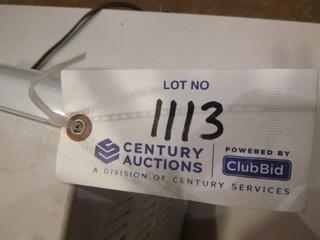 LOT NO
1113
CENTURY AUCTIONS
POWERED BY ClubBid
A DIVISION OF CENTURY SERVICES